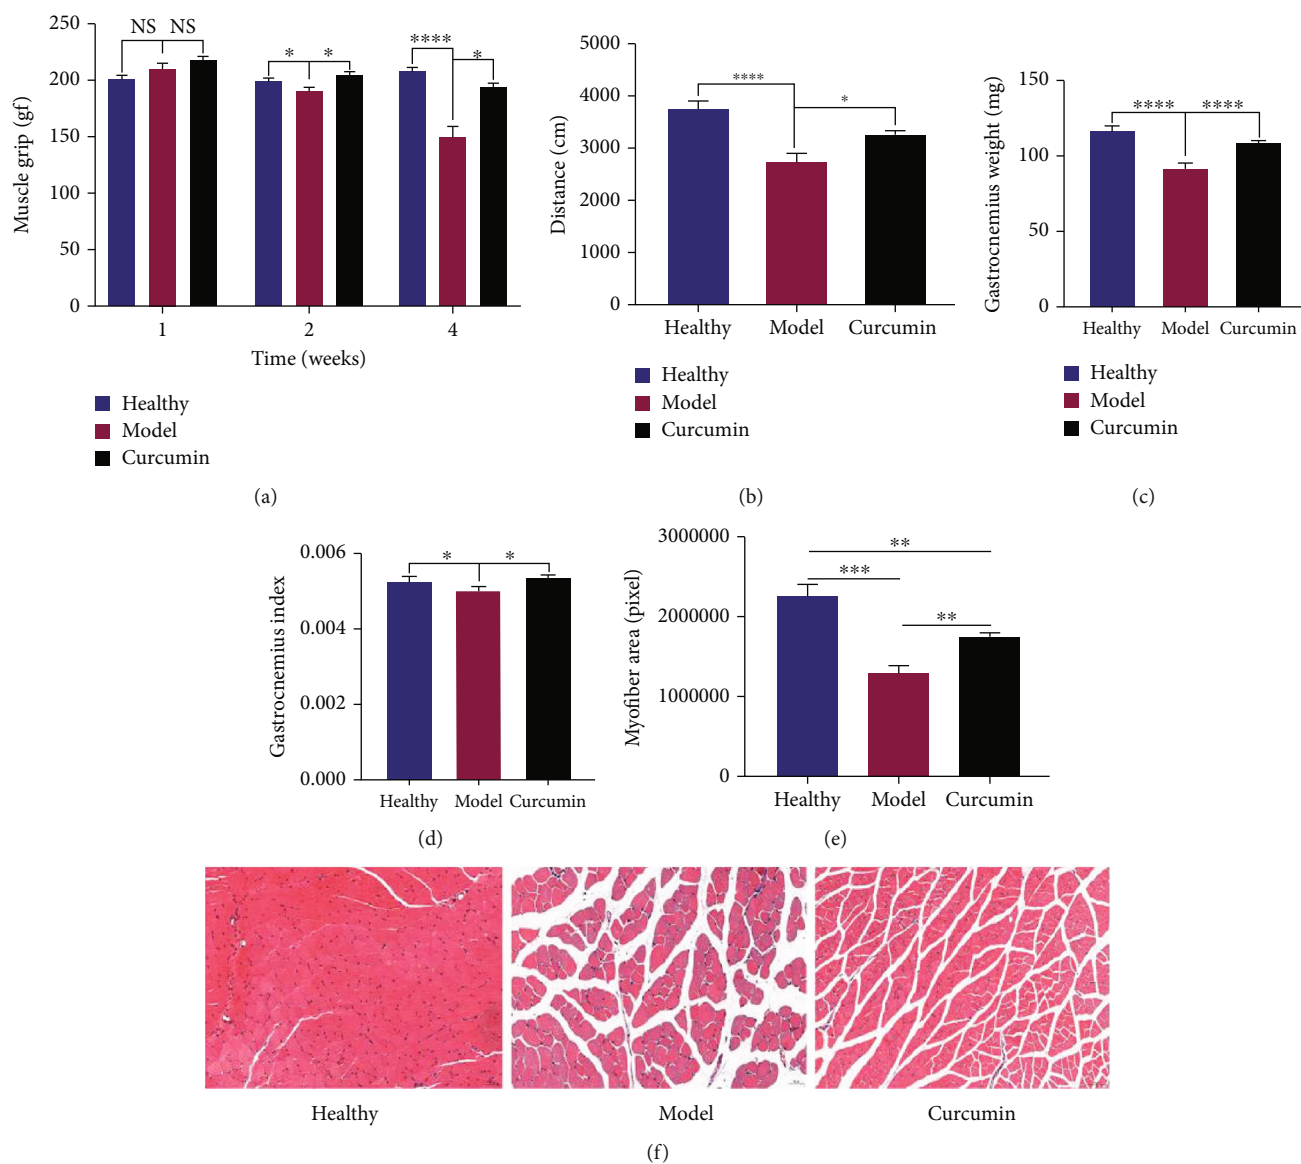 Muscle grip (gf)
250
200
150
100
50
0
NS NS
* *
**** *
1 2 4
Time (weeks)
Healthy
Model
Curcumin
(a)
Distance (cm)
5000
4000
3000
2000
1000
0
****
*
Healthy Model Curcumin
Healthy
Model
Curcumin
(b)
Gastrocnemius weight (mg)
150
100
50
0
**** ****
Healthy Model Curcumin
Healthy
Model
Curcumin
(c)
Gastrocnemius index
0.006
0.004
0.002
0.000
* *
Healthy Model Curcumin
(d)
Myofiber area (pixel)
3000000
2000000
1000000
0
**
***
**
Healthy Model Curcumin
(e)
Healthy Model Curcumin
(f)